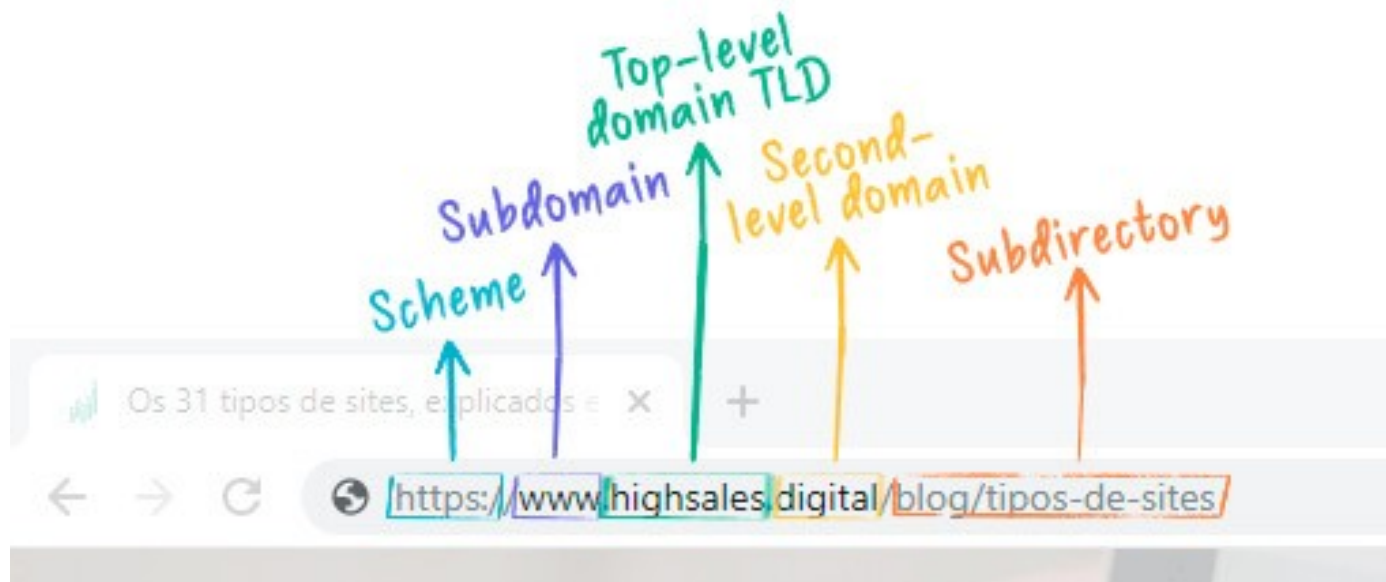 Top-level
domain TLD
Second-
level domain
Subdomain
Subdirectory
Scheme
Os 31 tipos de sites, explicados e
https://www.highsales.digital/blog/tipos-de-sites/